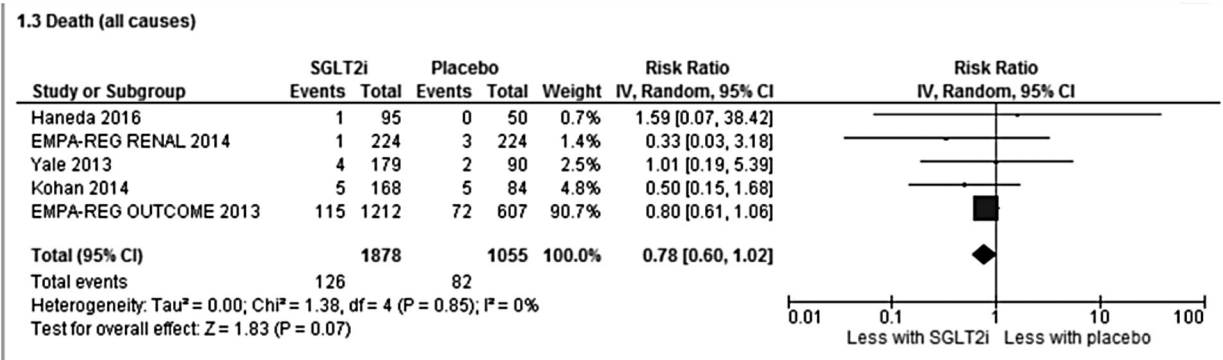 1.3 Death (all causes)
SGLT2i Placebo Risk Ratio Risk Ratio
Study or Subgroup Events Total Events Total Weight IV, Random, 95% CI IV, Random, 95% CI
Haneda 2016 1 95 0 50 0.7% 1.59 [0.07, 38.42]
EMPA-REG RENAL 2014 1 224 3 224 1.4% 0.33 [0.03, 3.18]
Yale 2013 4 179 2 90 2.5% 1.01 [0.19, 5.39]
Kohan 2014 5 168 5 84 4.8% 0.50 [0.15, 1.68]
EMPA-REG OUTCOME 2013 115 1212 72 607 90.7% 0.80 [0.61, 1.06]
Total (95% CI) 1878 1055 100.0% 0.78 [0.60, 1.02]
Total events 126 82
Heterogeneity: Tau² = 0.00; Chi² = 1.38, df = 4 (P = 0.85); I² = 0%
Test for overall effect: Z = 1.83 (P = 0.07)
0.01 0.1 1 10 100
Less with SGLT2i Less with placebo